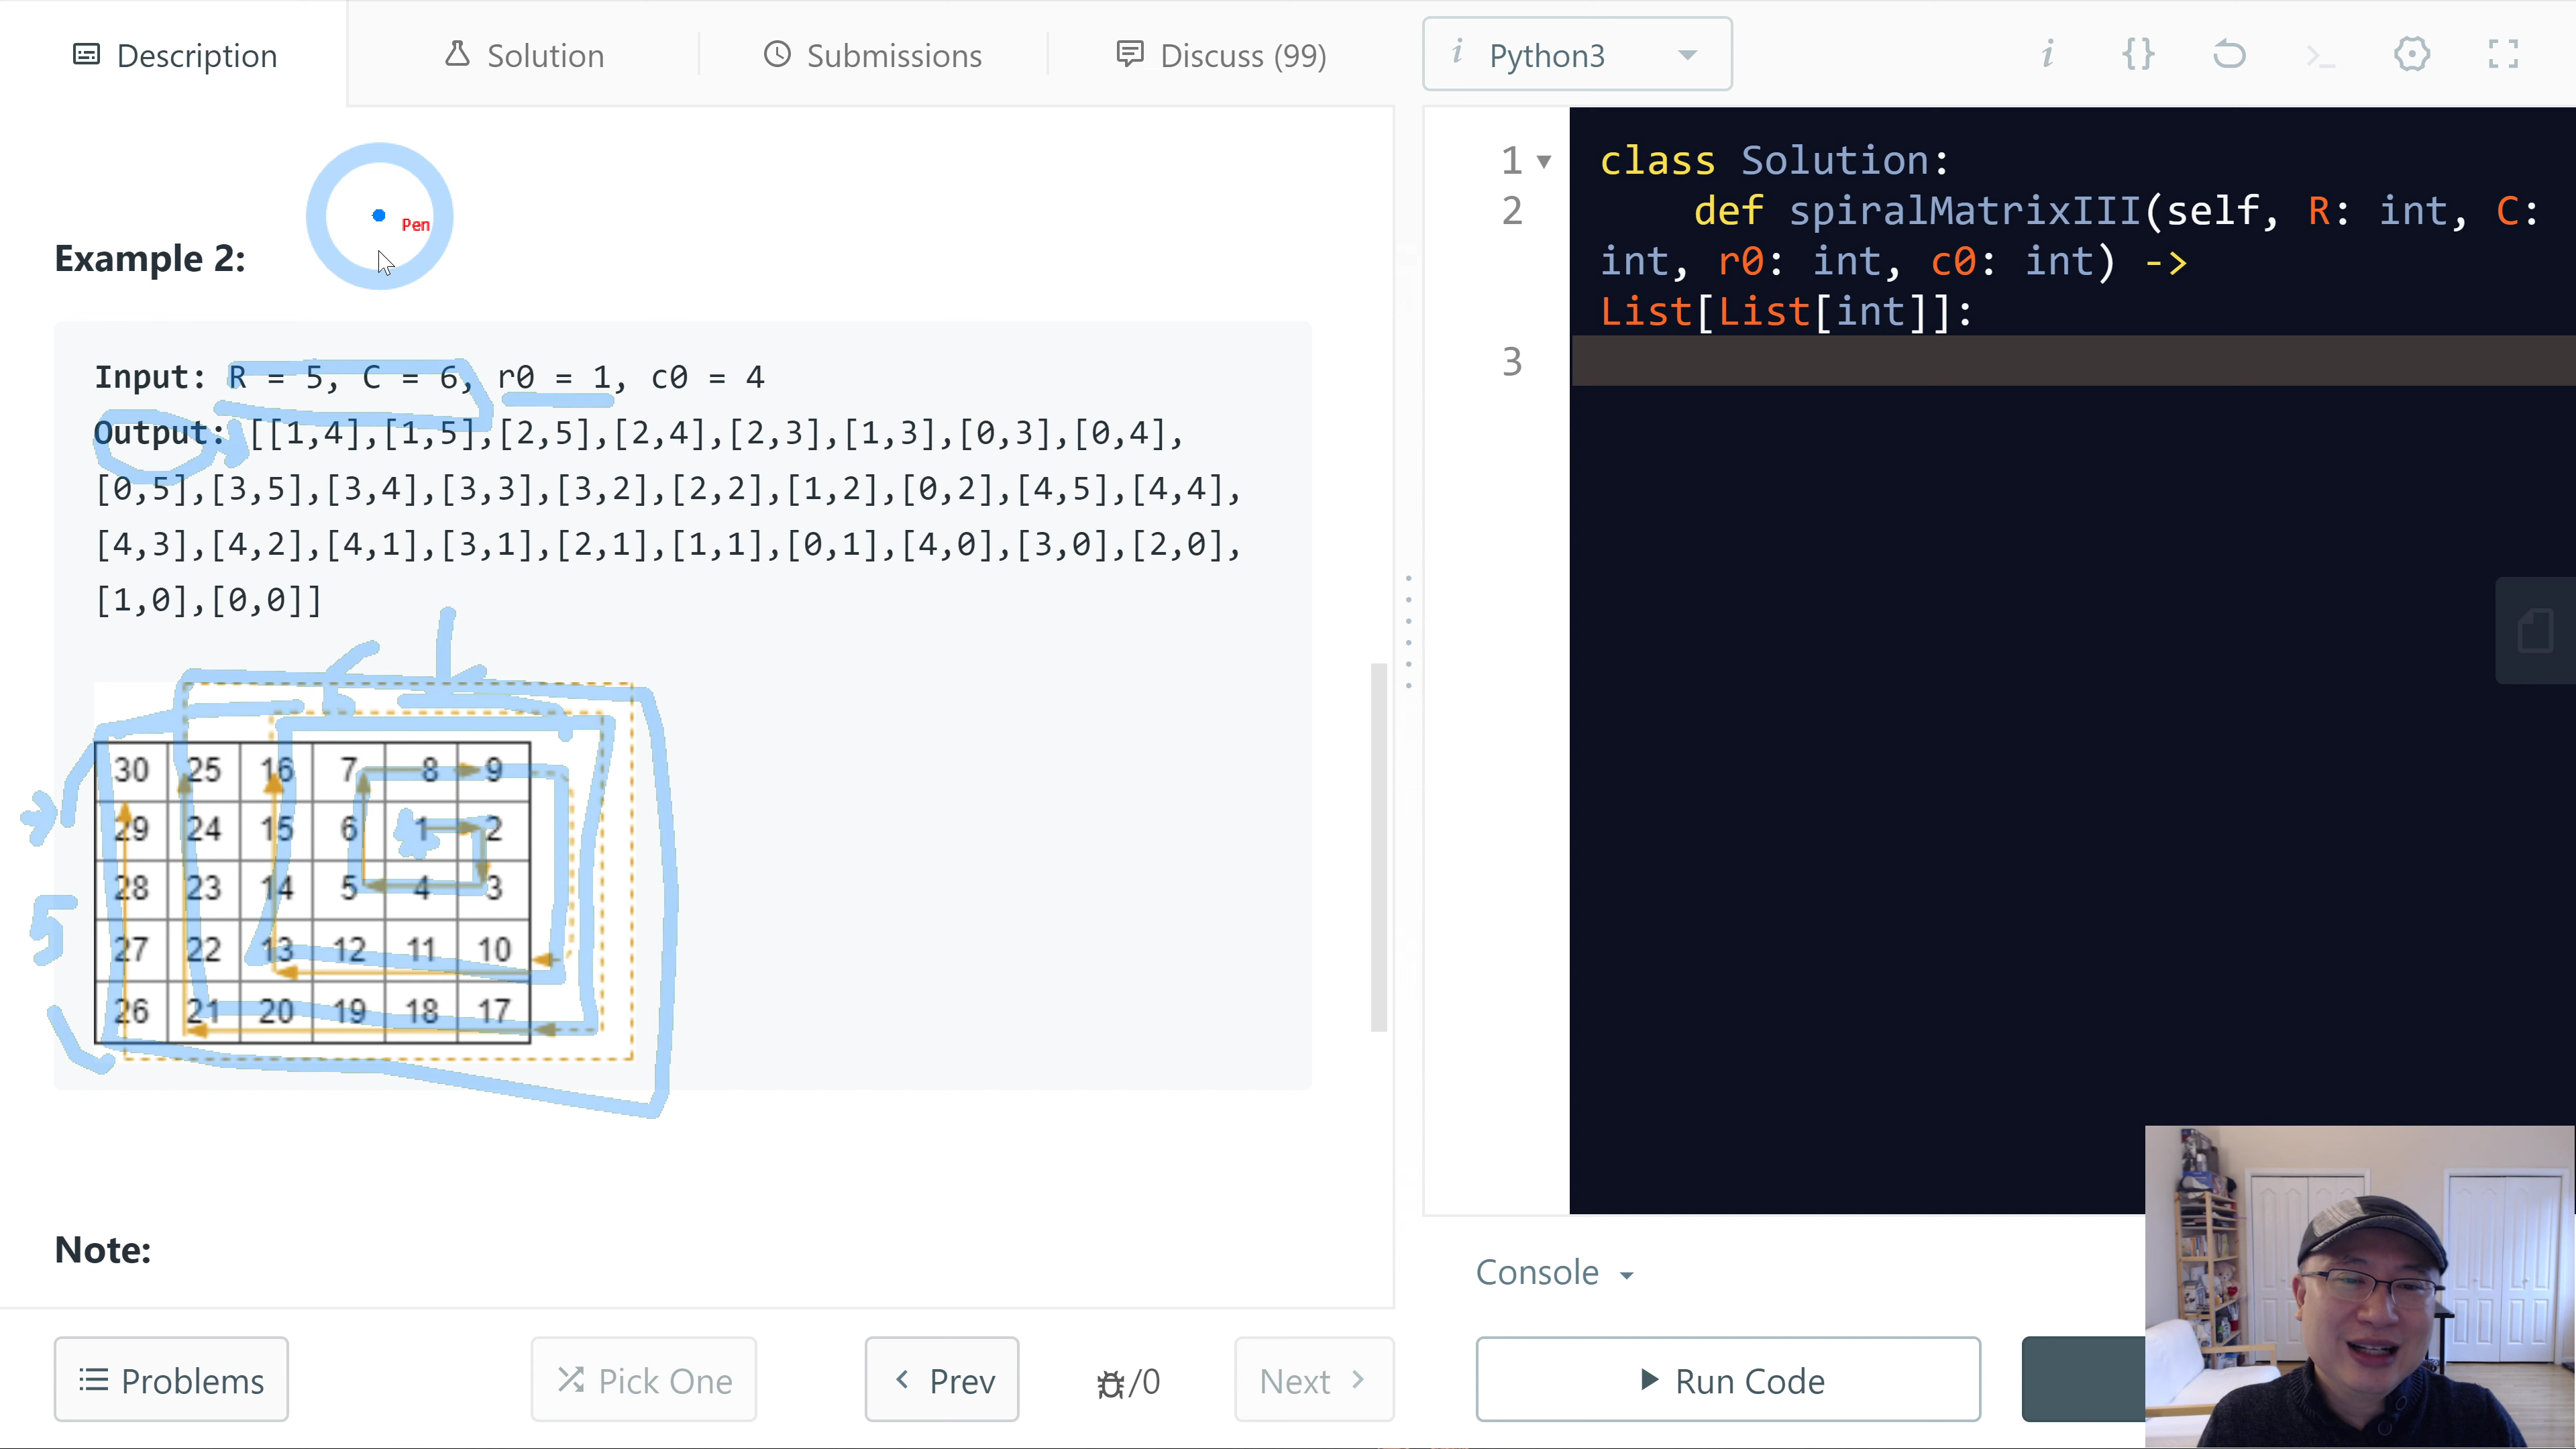 Description
Solution
Submissions
Discuss (99)
i Python3
i {} >_
Pen
Example 2:
Input: R = 5, C = 6, r0 = 1, c0 = 4
Output: [[1,4],[1,5],[2,5],[2,4],[2,3],[1,3],[0,3],[0,4],
[0,5],[3,5],[3,4],[3,3],[3,2],[2,2],[1,2],[0,2],[4,5],[4,4],
[4,3],[4,2],[4,1],[3,1],[2,1],[1,1],[0,1],[4,0],[3,0],[2,0],
[1,0],[0,0]]
30 25 16 7 8 9
29 24 15 6 1 2
28 23 14 5 4 3
27 22 13 12 11 10
26 21 20 19 18 17
5
Note:
Problems
Pick One
< Prev
/0
Next >
1 class Solution:
2 def spiralMatrixIII(self, R: int, C:
int, r0: int, c0: int) ->
List[List[int]]:
3
Console
Run Code